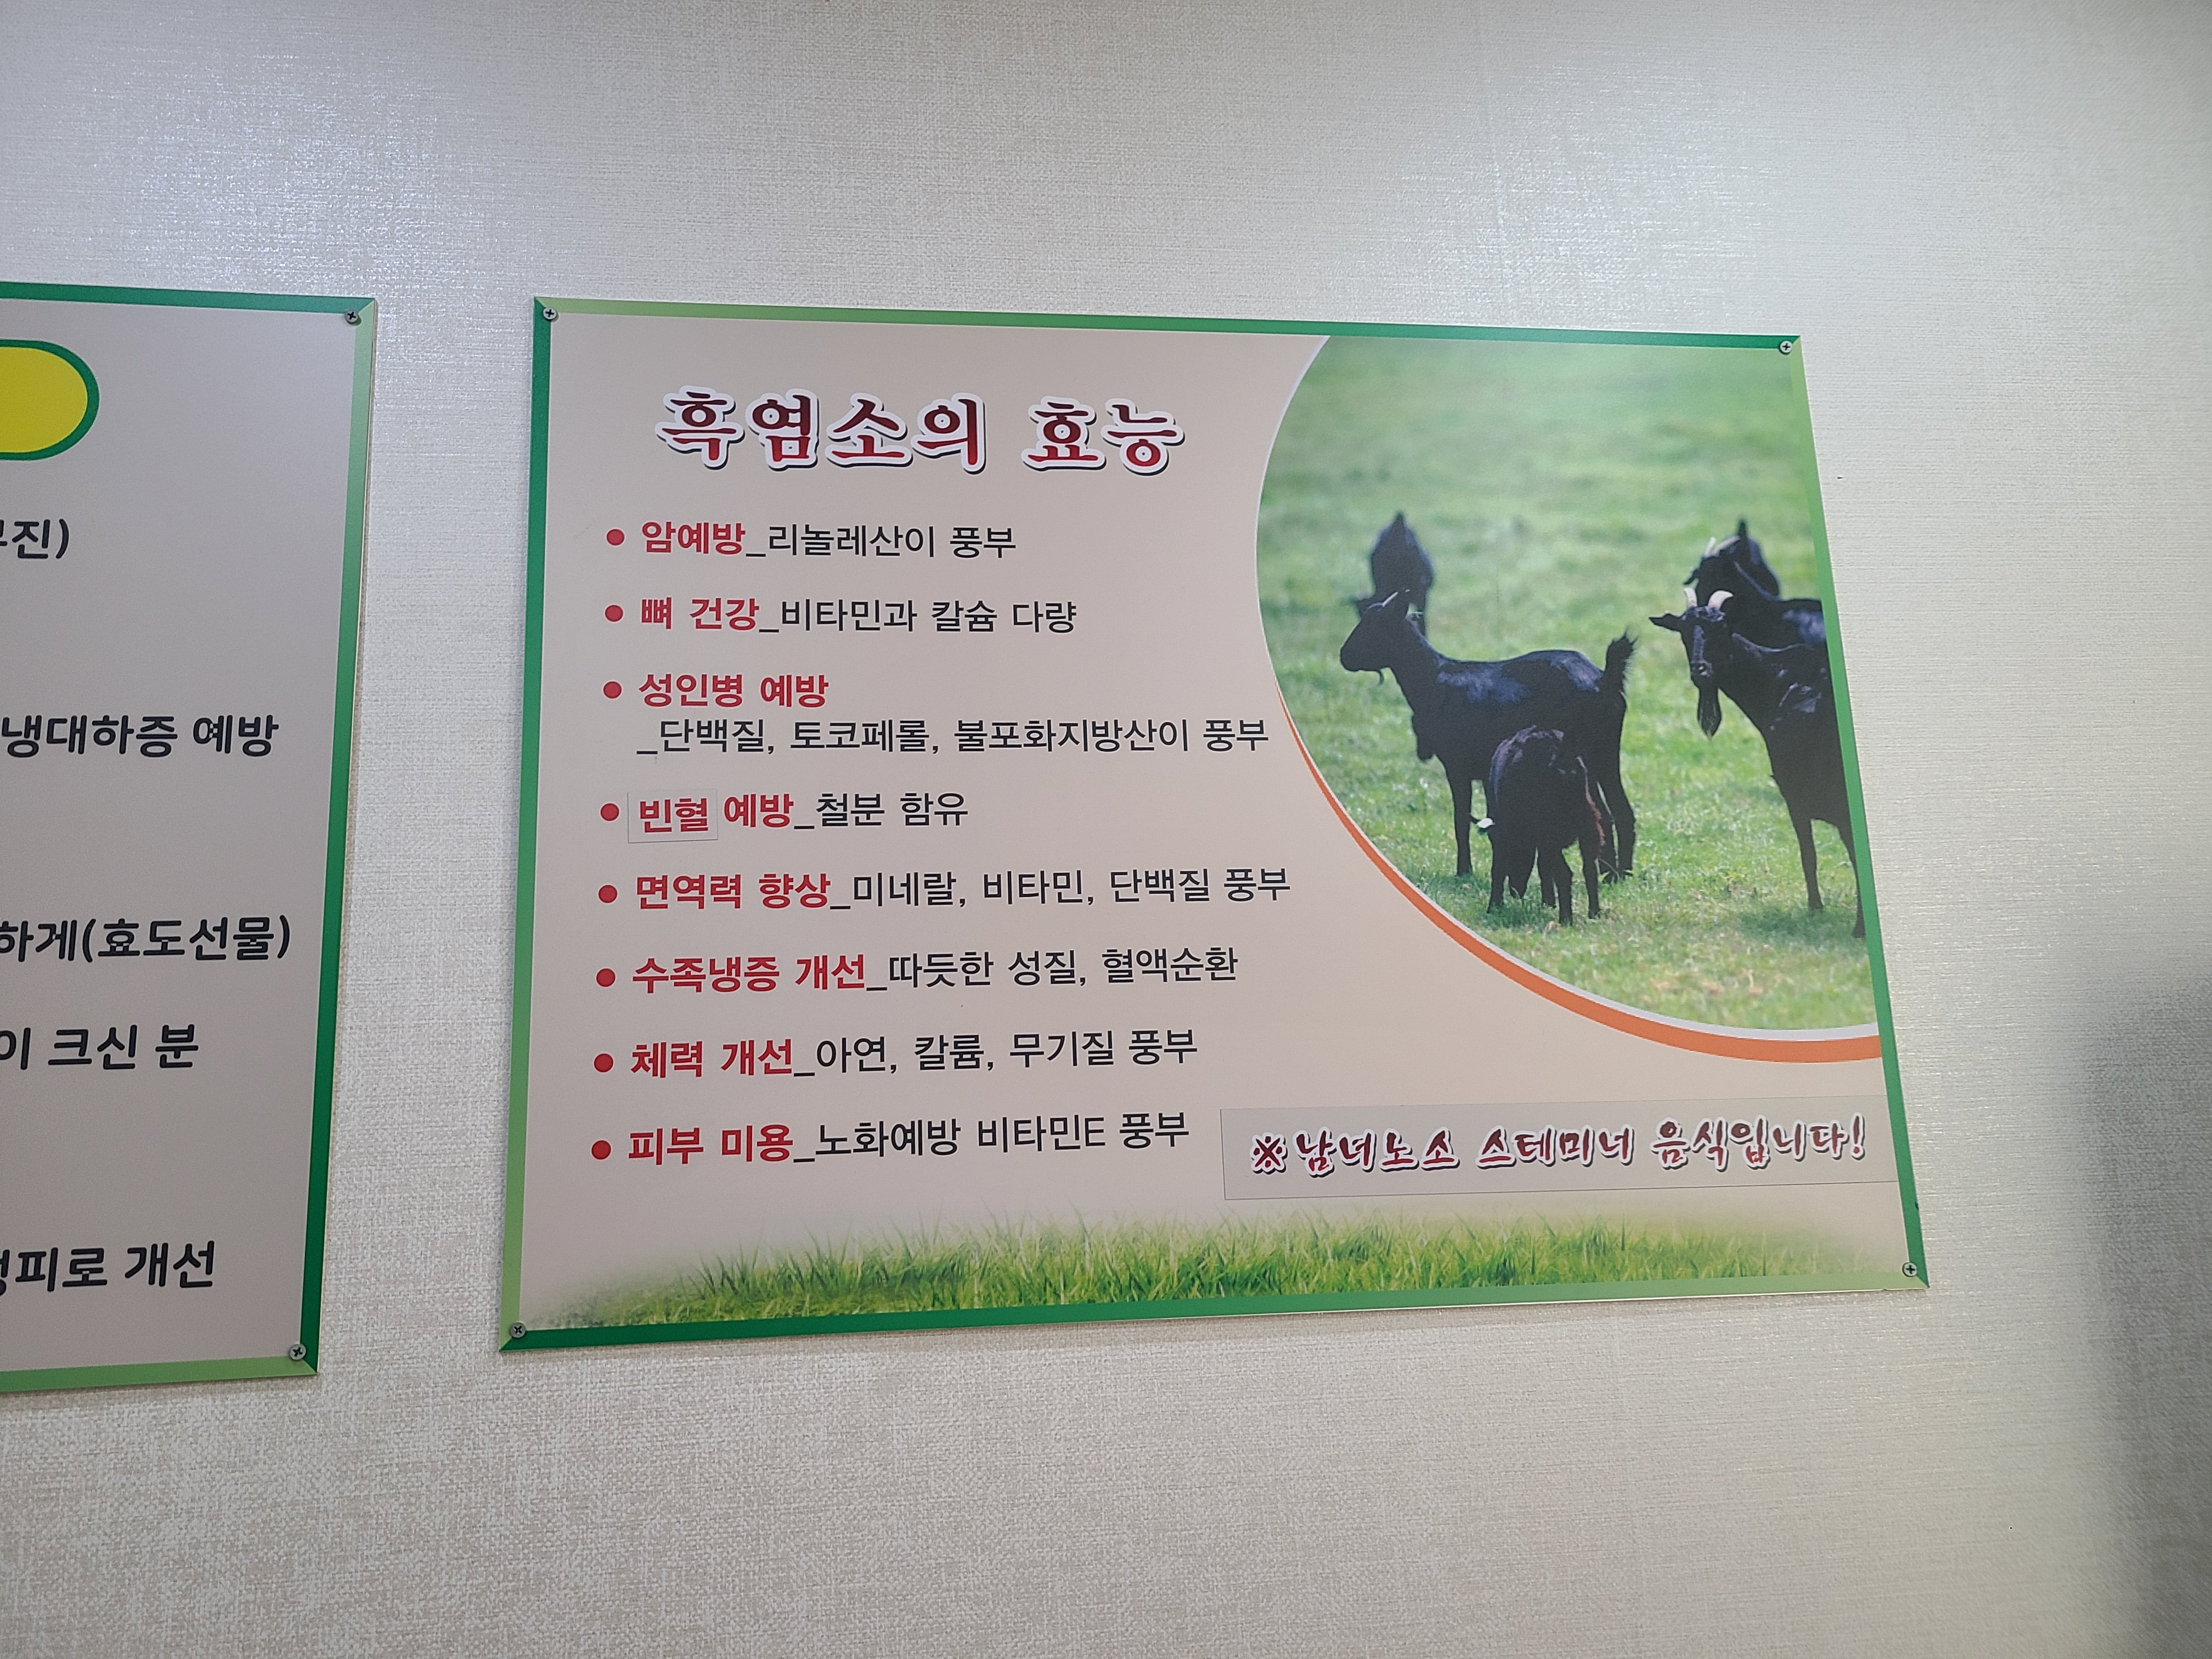 진)
냉대하증 예방
하게(효도선물)
이 크신 분
피로 개선
흑염소의 효능
● 암예방_리놀레산이 풍부
● 뼈 건강_비타민과 칼슘 다량
● 성인병 예방
_단백질, 토코페롤, 불포화지방산이 풍부
● 빈혈 예방_철분 함유
● 면역력 향상_미네랄, 비타민, 단백질 풍부
● 수족냉증 개선_따듯한 성질, 혈액순환
● 체력 개선_아연, 칼륨, 무기질 풍부
● 피부 미용_노화예방 비타민E 풍부
※남녀노소 스테미너 음식입니다!